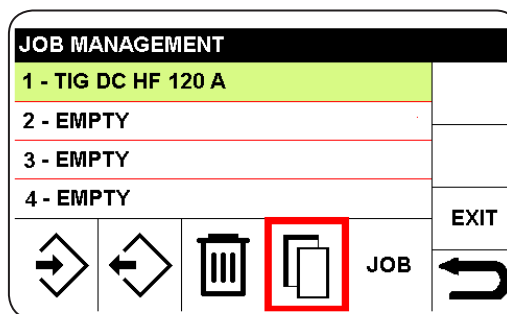 JOB MANAGEMENT
1 - TIG DC HF 120 A
2 - EMPTY
3 - EMPTY
4 - EMPTY
EXIT
JOB